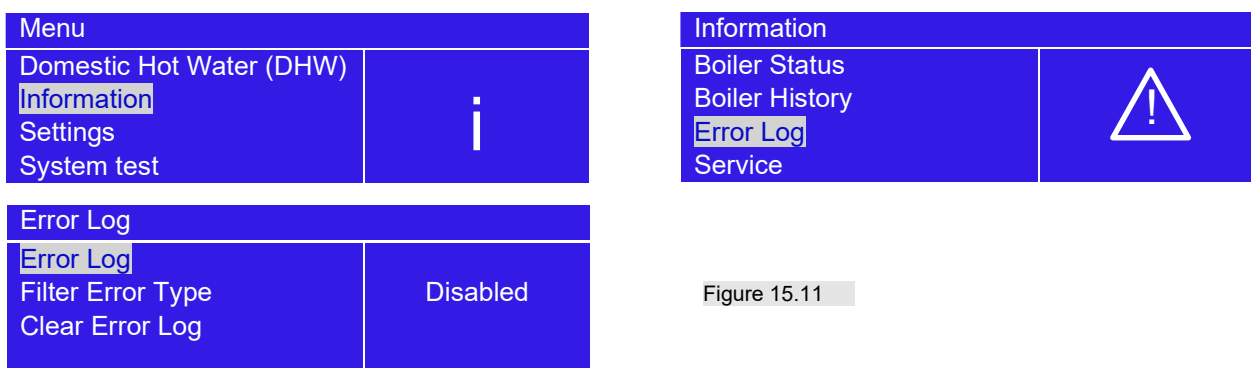 Menu
Domestic Hot Water (DHW)
Information
Settings
System test
i
Information
Boiler Status
Boiler History
Error Log
Service
!
Error Log
Error Log
Filter Error Type
Disabled
Clear Error Log
Figure 15.11